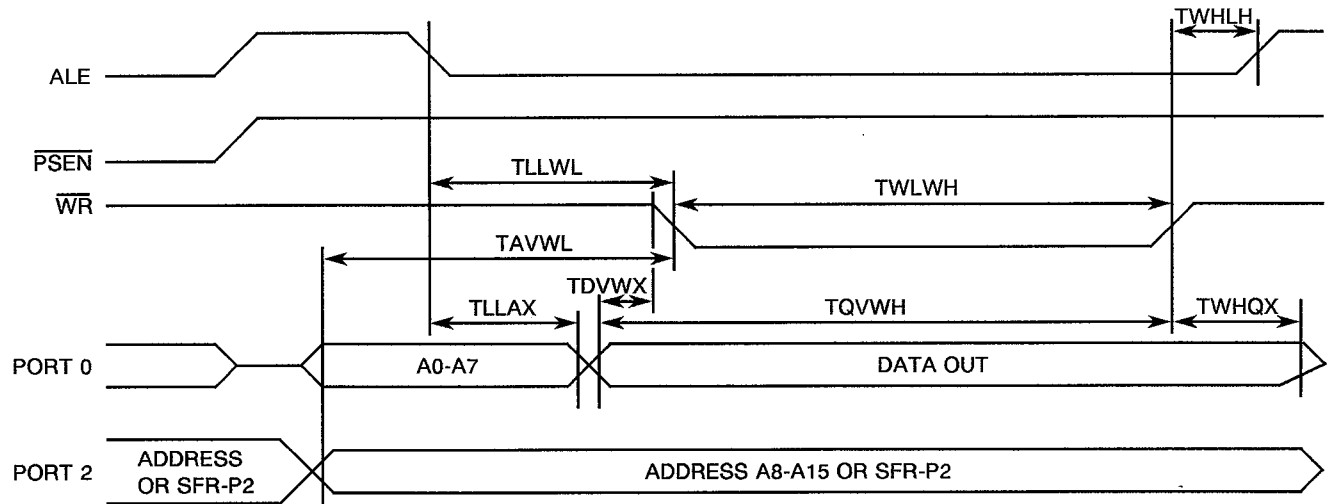 TWHLH
ALE
PSEN
TLLWL
TWLWH
WR
TAVWL
TDVWX
TLLAX
TQVWH
TWHQX
PORT 0
A0-A7
DATA OUT
PORT 2
ADDRESS
OR SFR-P2
ADDRESS A8-A15 OR SFR-P2